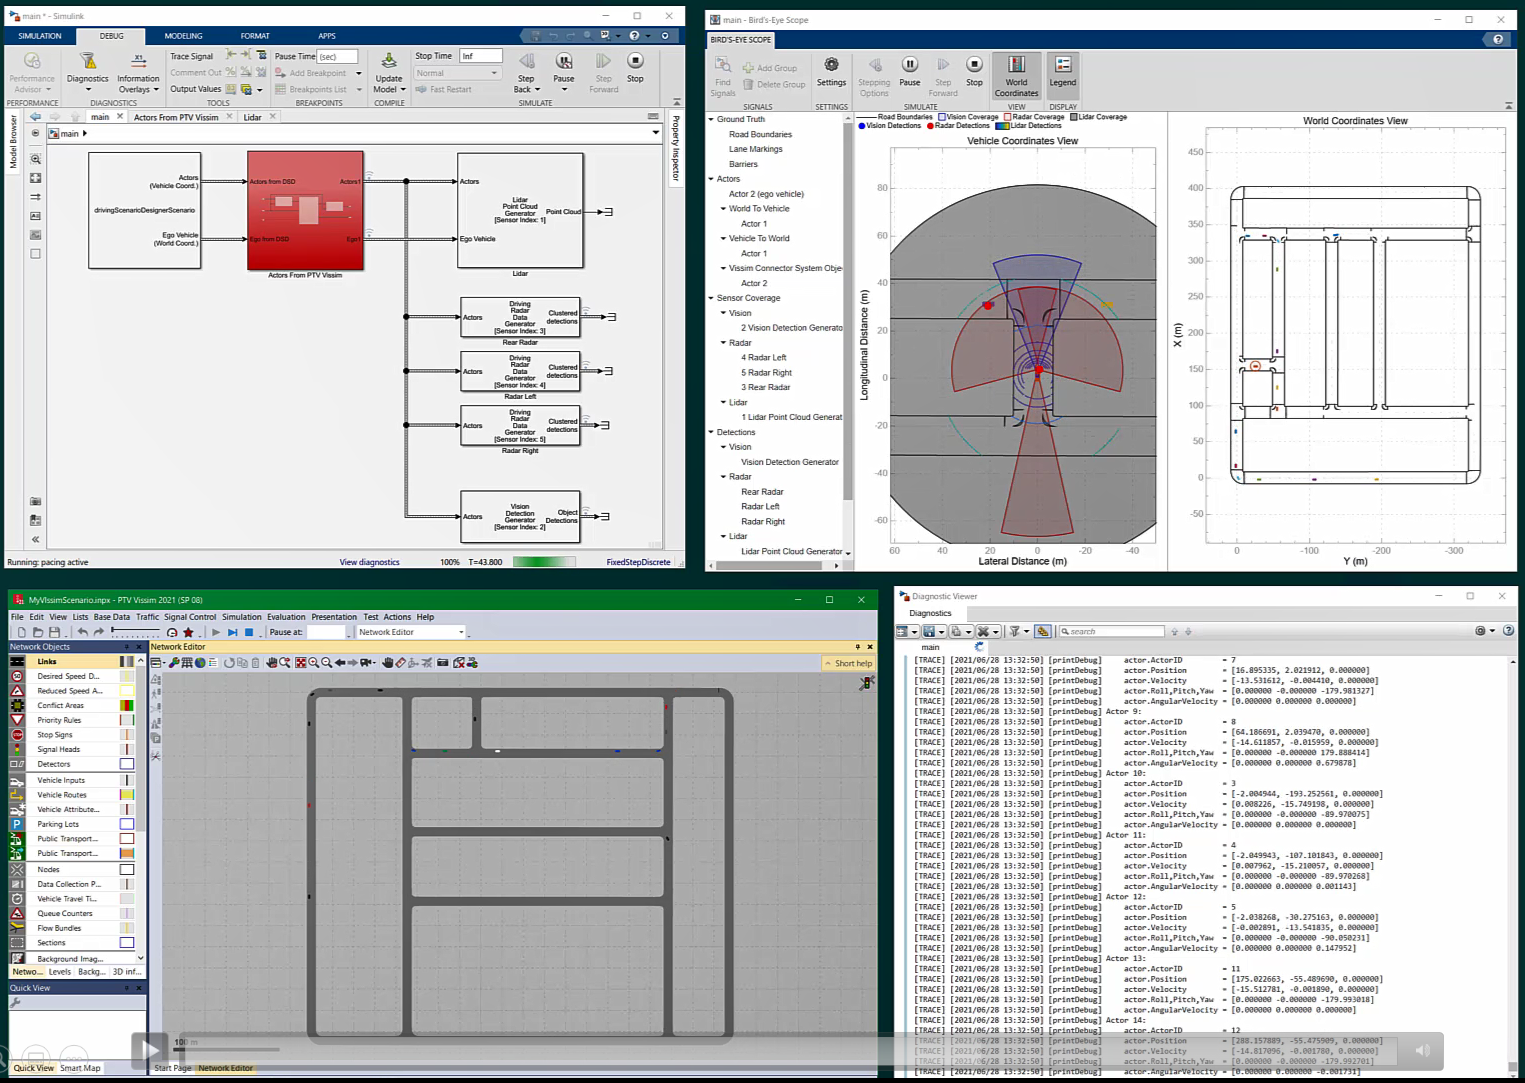 main * - Simulink
SIMULATION DEBUG MODELING FORMAT APPS
Performance Advisor
Diagnostics
Information Overlays
Trace Signal
Comment Out
Output Values
Pause Time (sec)
Add Breakpoint
Breakpoints List
Update Model
Stop Time Inf
Normal
Fast Restart
Step Back
Pause
Step Forward
Stop
PERFORMANCE DIAGNOSTICS TOOLS BREAKPOINTS COMPILE SIMULATE
main Actors From PTV Vissim Lidar
Model Browser
main
Property Inspector
Actors
(Vehicle Coord.)
drivingScenarioDesignerScenario
Ego Vehicle
(World Coord.)
Actors from DSD Actors1
Ego from DSD Ego1
Actors From PTV Vissim
Actors
Lidar
Point Cloud
Generator
[Sensor Index: 1]
Point Cloud
Ego Vehicle
Lidar
Actors
Driving
Radar
Data
Generator
[Sensor Index: 3]
Clustered
detections
Rear Radar
Actors
Driving
Radar
Data
Generator
[Sensor Index: 4]
Clustered
detections
Radar Left
Actors
Driving
Radar
Data
Generator
[Sensor Index: 5]
Clustered
detections
Radar Right
Actors
Vision
Detection
Generator
[Sensor Index: 2]
Object
Detections
Running: pacing active View diagnostics 100% T=43.800 FixedStepDiscrete
main - Bird's-Eye Scope
BIRD'S-EYE SCOPE
Find Signals
Add Group
Delete Group
Settings
Stepping Options
Pause
Step Forward
Stop
World Coordinates
Legend
SIGNALS SETTINGS SIMULATE VIEW DISPLAY
Ground Truth
Road Boundaries
Lane Markings
Barriers
Actors
Actor 2 (ego vehicle)
World To Vehicle
Actor 1
Vehicle To World
Actor 1
Vissim Connector System Obje
Actor 2
Sensor Coverage
Vision
2 Vision Detection Generato
Radar
4 Radar Left
5 Radar Right
3 Rear Radar
Lidar
1 Lidar Point Cloud Generat
Detections
Vision
Vision Detection Generator
Radar
Rear Radar
Radar Left
Radar Right
Lidar
Lidar Point Cloud Generator
Road Boundaries Vision Coverage Radar Coverage Lidar Coverage
Vision Detections Radar Detections Lidar Detections
Vehicle Coordinates View
80
60
40
20
0
-20
-40
-60
Longitudinal Distance (m)
60 40 20 0 -20 -40
Lateral Distance (m)
World Coordinates View
450
400
350
300
250
200
150
100
50
0
-50
X (m)
0 -100 -200 -300
Y (m)
MyVIssimScenario.inpx - PTV Vissim 2021 (SP 08)
File Edit View Lists Base Data Traffic Signal Control Simulation Evaluation Presentation Test Actions Help
Pause at: Network Editor
Network Objects
Links
Desired Speed D...
Reduced Speed A...
Conflict Areas
Priority Rules
Stop Signs
Signal Heads
Detectors
Vehicle Inputs
Vehicle Routes
Vehicle Attribute...
Parking Lots
Public Transport...
Public Transport...
Nodes
Data Collection P...
Vehicle Travel Ti...
Queue Counters
Flow Bundles
Sections
Background Imag...
Netwo... Levels Backg... 3D inf...
Quick View
Quick View Smart Map
Network Editor
Short help
100 m
Start Page Network Editor
Diagnostic Viewer
Diagnostics
search
main
[TRACE] [2021/06/28 13:32:50] [printDebug] actor.ActorID = 7
[TRACE] [2021/06/28 13:32:50] [printDebug] actor.Position = [16.895335, 2.021912, 0.000000]
[TRACE] [2021/06/28 13:32:50] [printDebug] actor.Velocity = [-13.531612, -0.004410, 0.000000]
[TRACE] [2021/06/28 13:32:50] [printDebug] actor.Roll,Pitch,Yaw = [0.000000 -0.000000 -179.981327]
[TRACE] [2021/06/28 13:32:50] [printDebug] actor.AngularVelocity = [0.000000 0.000000 0.000000]
[TRACE] [2021/06/28 13:32:50] [printDebug] Actor 9:
[TRACE] [2021/06/28 13:32:50] [printDebug] actor.ActorID = 8
[TRACE] [2021/06/28 13:32:50] [printDebug] actor.Position = [64.186691, 2.039470, 0.000000]
[TRACE] [2021/06/28 13:32:50] [printDebug] actor.Velocity = [-14.611857, -0.015959, 0.000000]
[TRACE] [2021/06/28 13:32:50] [printDebug] actor.Roll,Pitch,Yaw = [0.000000 -0.000000 179.888414]
[TRACE] [2021/06/28 13:32:50] [printDebug] actor.AngularVelocity = [0.000000 0.000000 0.679878]
[TRACE] [2021/06/28 13:32:50] [printDebug] Actor 10:
[TRACE] [2021/06/28 13:32:50] [printDebug] actor.ActorID = 3
[TRACE] [2021/06/28 13:32:50] [printDebug] actor.Position = [-2.004944, -193.252561, 0.000000]
[TRACE] [2021/06/28 13:32:50] [printDebug] actor.Velocity = [0.008226, -15.749198, 0.000000]
[TRACE] [2021/06/28 13:32:50] [printDebug] actor.Roll,Pitch,Yaw = [0.000000 -0.000000 -89.970075]
[TRACE] [2021/06/28 13:32:50] [printDebug] actor.AngularVelocity = [0.000000 0.000000 0.000000]
[TRACE] [2021/06/28 13:32:50] [printDebug] Actor 11:
[TRACE] [2021/06/28 13:32:50] [printDebug] actor.ActorID = 4
[TRACE] [2021/06/28 13:32:50] [printDebug] actor.Position = [-2.049943, -107.101843, 0.000000]
[TRACE] [2021/06/28 13:32:50] [printDebug] actor.Velocity = [0.007962, -15.210057, 0.000000]
[TRACE] [2021/06/28 13:32:50] [printDebug] actor.Roll,Pitch,Yaw = [0.000000 -0.000000 -89.970268]
[TRACE] [2021/06/28 13:32:50] [printDebug] actor.AngularVelocity = [0.000000 0.000000 0.001143]
[TRACE] [2021/06/28 13:32:50] [printDebug] Actor 12:
[TRACE] [2021/06/28 13:32:50] [printDebug] actor.ActorID = 5
[TRACE] [2021/06/28 13:32:50] [printDebug] actor.Position = [-2.038268, -30.275163, 0.000000]
[TRACE] [2021/06/28 13:32:50] [printDebug] actor.Velocity = [-0.002891, -13.541835, 0.000000]
[TRACE] [2021/06/28 13:32:50] [printDebug] actor.Roll,Pitch,Yaw = [0.000000 -0.000000 -90.050231]
[TRACE] [2021/06/28 13:32:50] [printDebug] actor.AngularVelocity = [0.000000 0.000000 0.147952]
[TRACE] [2021/06/28 13:32:50] [printDebug] Actor 13:
[TRACE] [2021/06/28 13:32:50] [printDebug] actor.ActorID = 11
[TRACE] [2021/06/28 13:32:50] [printDebug] actor.Position = [175.022663, -55.489690, 0.000000]
[TRACE] [2021/06/28 13:32:50] [printDebug] actor.Velocity = [-15.512781, -0.001890, 0.000000]
[TRACE] [2021/06/28 13:32:50] [printDebug] actor.Roll,Pitch,Yaw = [0.000000 -0.000000 -179.993018]
[TRACE] [2021/06/28 13:32:50] [printDebug] actor.AngularVelocity = [0.000000 0.000000 0.000000]
[TRACE] [2021/06/28 13:32:50] [printDebug] Actor 14:
[TRACE] [2021/06/28 13:32:50] [printDebug] actor.ActorID = 12
[TRACE] [2021/06/28 13:32:50] [printDebug] actor.Position = [288.157889, -55.475909, 0.000000]
[TRACE] [2021/06/28 13:32:50] [printDebug] actor.Velocity = [-14.817096, -0.001780, 0.000000]
[TRACE] [2021/06/28 13:32:50] [printDebug] actor.Roll,Pitch,Yaw = [0.000000 -0.000000 -179.992701]
[TRACE] [2021/06/28 13:32:50] [printDebug] actor.AngularVelocity = [0.000000 0.000000 -0.001731]